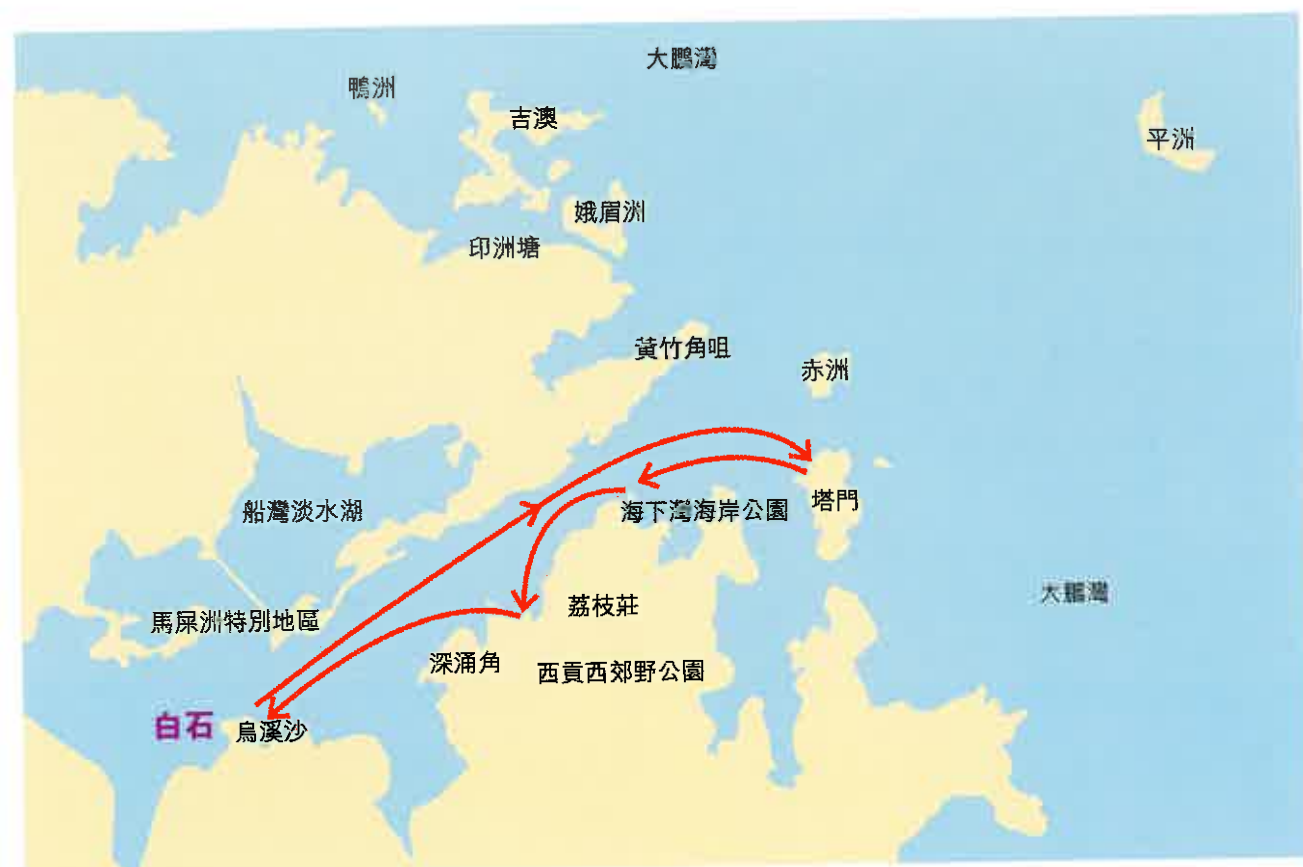 大鵬灣
鴨洲
吉澳
平洲
娥眉洲
印洲塘
黃竹角咀
赤洲
塔門
海下灣海岸公園
船灣淡水湖
大鵬灣
荔枝莊
馬屎洲特別地區
深涌角
西貢西郊野公園
白石
烏溪沙